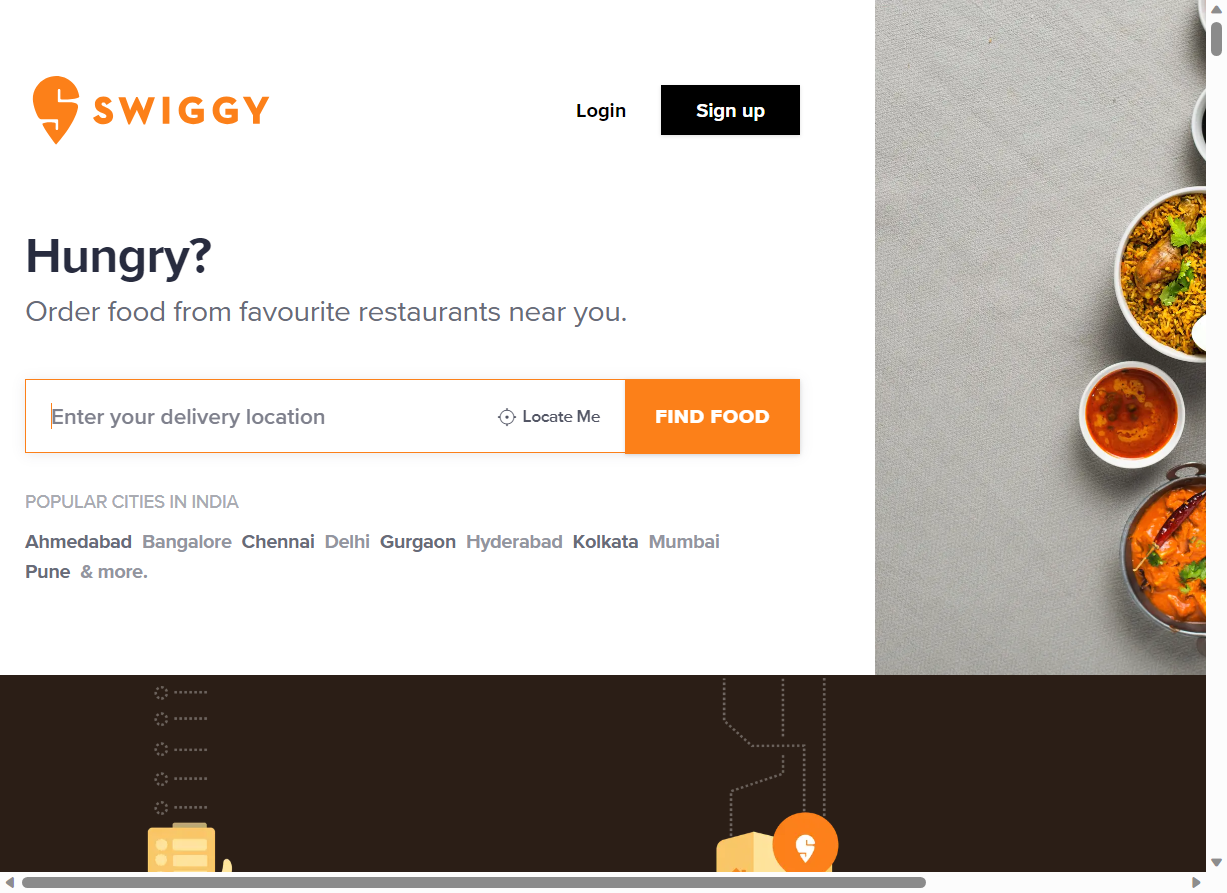 SWIGGY
Login
Sign up
Hungry?
Order food from favourite restaurants near you.
Enter your delivery location
Locate Me
FIND FOOD
POPULAR CITIES IN INDIA
Ahmedabad Bangalore Chennai Delhi Gurgaon Hyderabad Kolkata Mumbai
Pune & more.